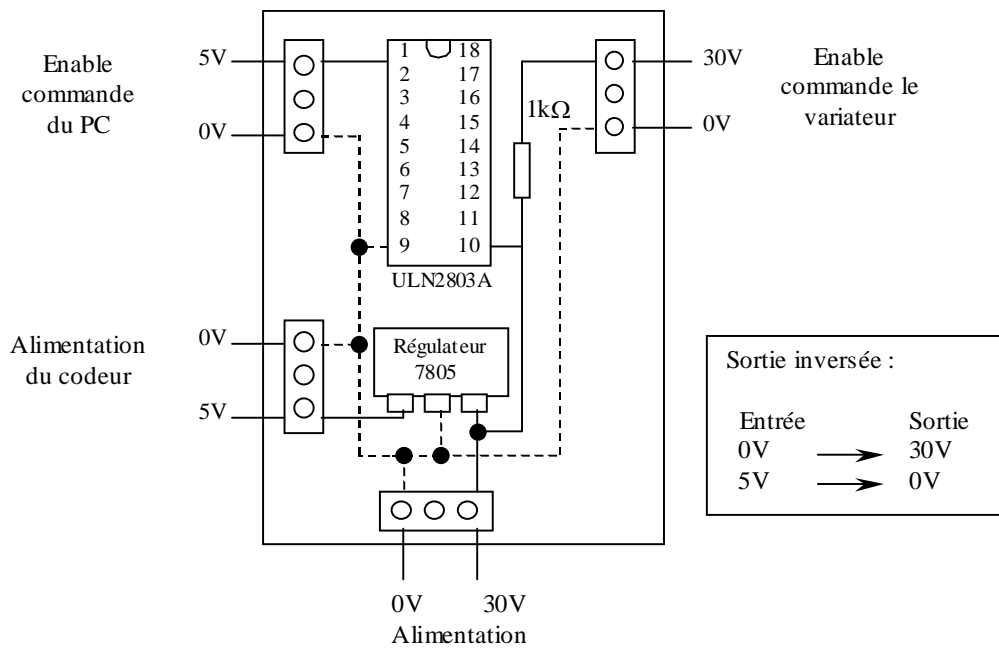 Enable
commande
du PC
5V
0V
1 18
2 17
3 16
4 15
5 14
6 13
7 12
8 11
9 10
ULN2803A
1kΩ
30V
0V
Enable
commande le
variateur
Alimentation
du codeur
0V
5V
Régulateur
7805
Sortie inversée :
Entrée Sortie
0V 30V
5V 0V
0V 30V
Alimentation